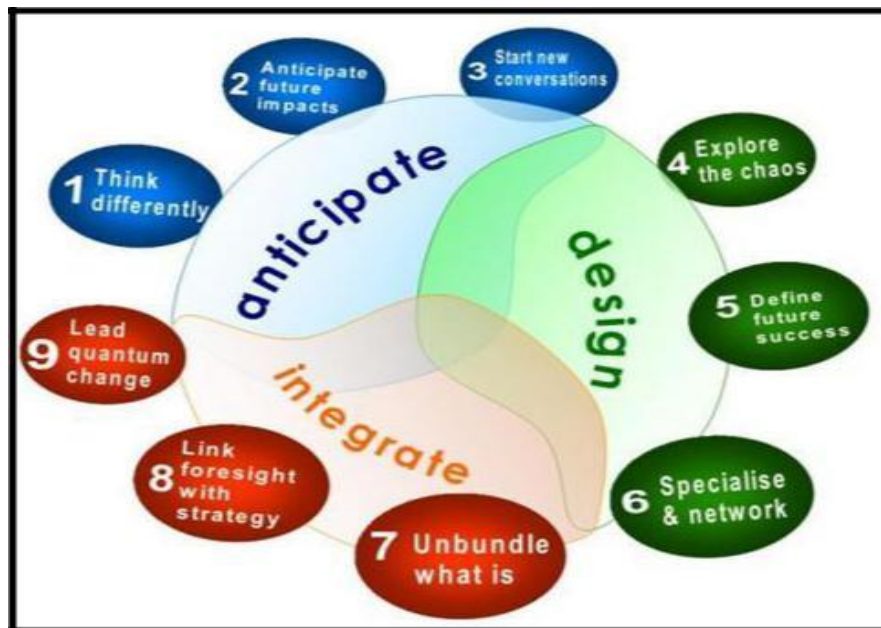 1 Think
differently
2 Anticipate
future
impacts
3 Start new
conversations
4 Explore
the chaos
5 Define
future
success
6 Specialise
& network
7 Unbundle
what is
8 Link
foresight
with
strategy
9 Lead
quantum
change
anticipate
design
integrate